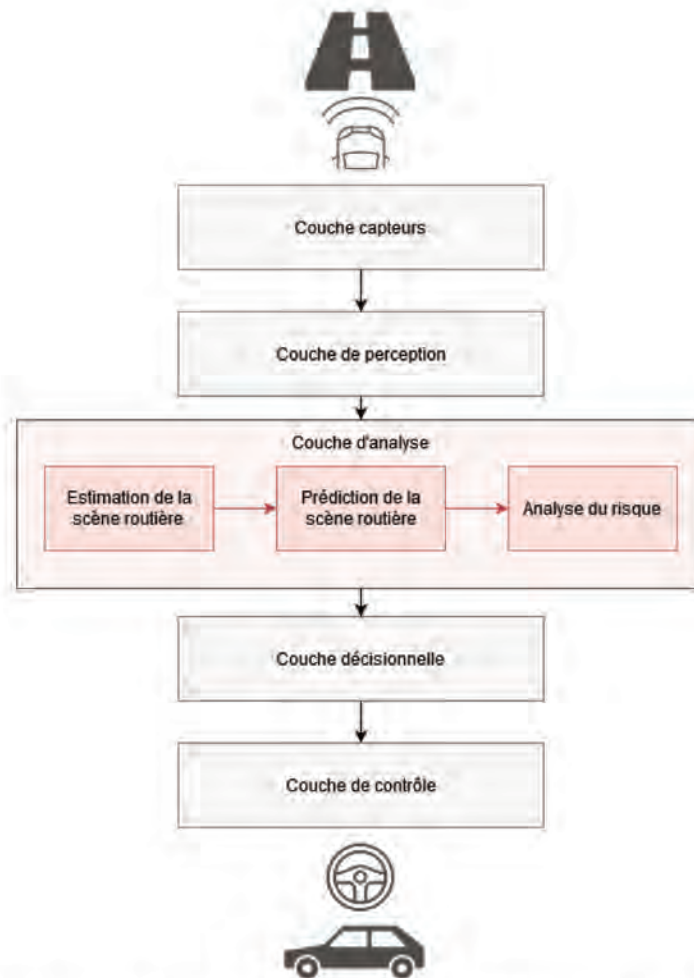 Couche capteurs
Couche de perception
Couche d'analyse
Estimation de la
scène routière
Prédiction de la
scène routière
Analyse du risque
Couche décisionnelle
Couche de contrôle